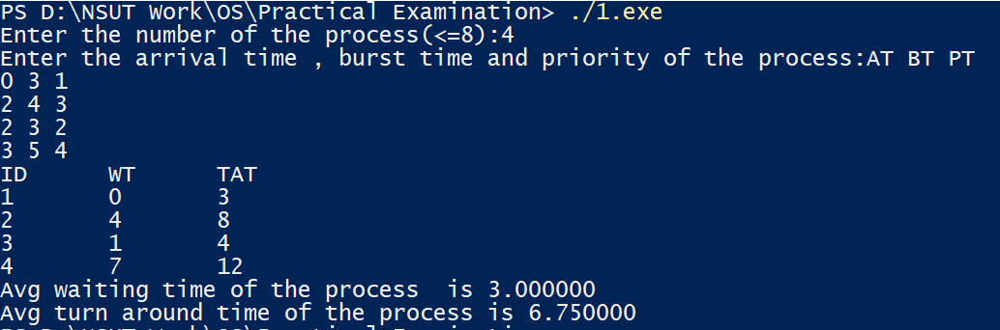 PS D:\NSUT Work\OS\Practical Examination> ./1.exe
Enter the number of the process(<=8):4
Enter the arrival time , burst time and priority of the process:AT BT PT
0 3 1
2 4 3
2 3 2
3 5 4
ID WT TAT
1 0 3
2 4 8
3 1 4
4 7 12
Avg waiting time of the process  is 3.000000
Avg turn around time of the process is 6.750000